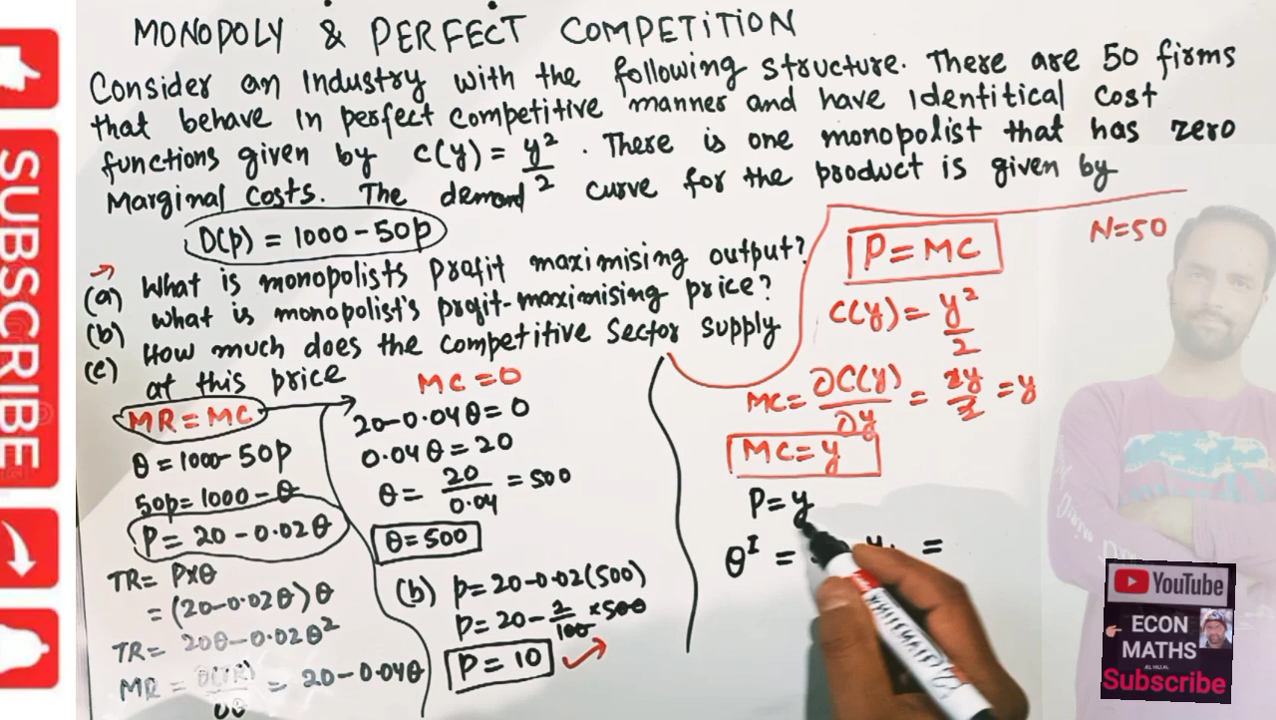 MONOPOLY & PERFECT COMPETITION
Consider an Industry with the following structure. There are 50 firms
that behave in perfect competitive manner and have identitical cost
functions given by C(y) = y²/2 . There is one monopolist that has zero
Marginal costs. The demand curve for the product is given by
D(p) = 1000 - 50p
(a) What is monopolists Profit maximising output?
(b) What is monopolist's profit-maximising price?
(c) How much does the competitive Sector supply
at this price
MR = MC
θ = 1000 - 50p
50p = 1000 - θ
P = 20 - 0.02θ
TR = P×θ
= (20-0.02θ)θ
TR = 20θ - 0.02θ²
MR = ∂(TR) = 20 - 0.04θ
MC = 0
20-0.04θ = 0
0.04θ = 20
θ = 20/0.04 = 500
θ = 500
(b) P = 20-0.02(500)
P = 20 - 2/100 × 500
P = 10
N=50
P = MC
C(y) = y²/2
MC = ∂C(y)/∂y = 2y/2 = y
MC = y
P = y
θᴵ = =
SUBSCRIBE
YouTube
ECON
MATHS
Subscribe